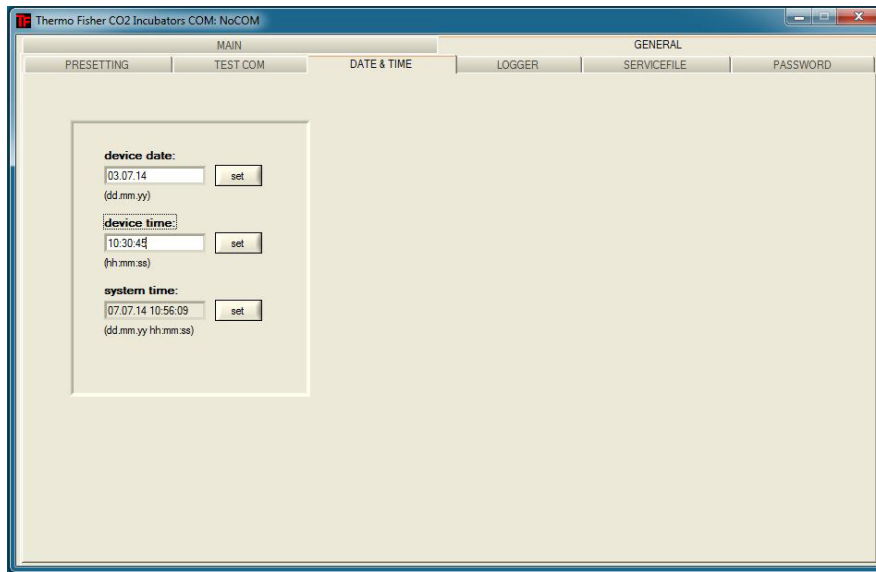 TF Thermo Fisher CO2 Incubators COM: NoCOM
MAIN GENERAL
PRESETTING TEST COM DATE & TIME LOGGER SERVICEFILE PASSWORD
device date:
03.07.14 set
(dd.mm.yy)
device time:
10:30:45 set
(hh:mm:ss)
system time:
07.07.14 10:56:09 set
(dd.mm.yy hh:mm:ss)